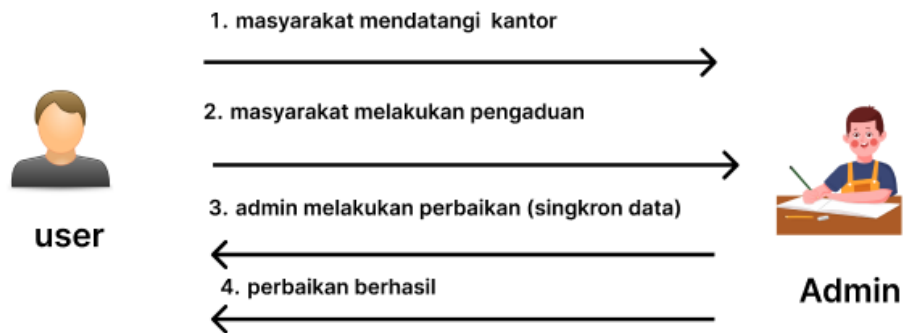 1. masyarakat mendatangi kantor
2. masyarakat melakukan pengaduan
3. admin melakukan perbaikan (singkron data)
user
4. perbaikan berhasil
Admin